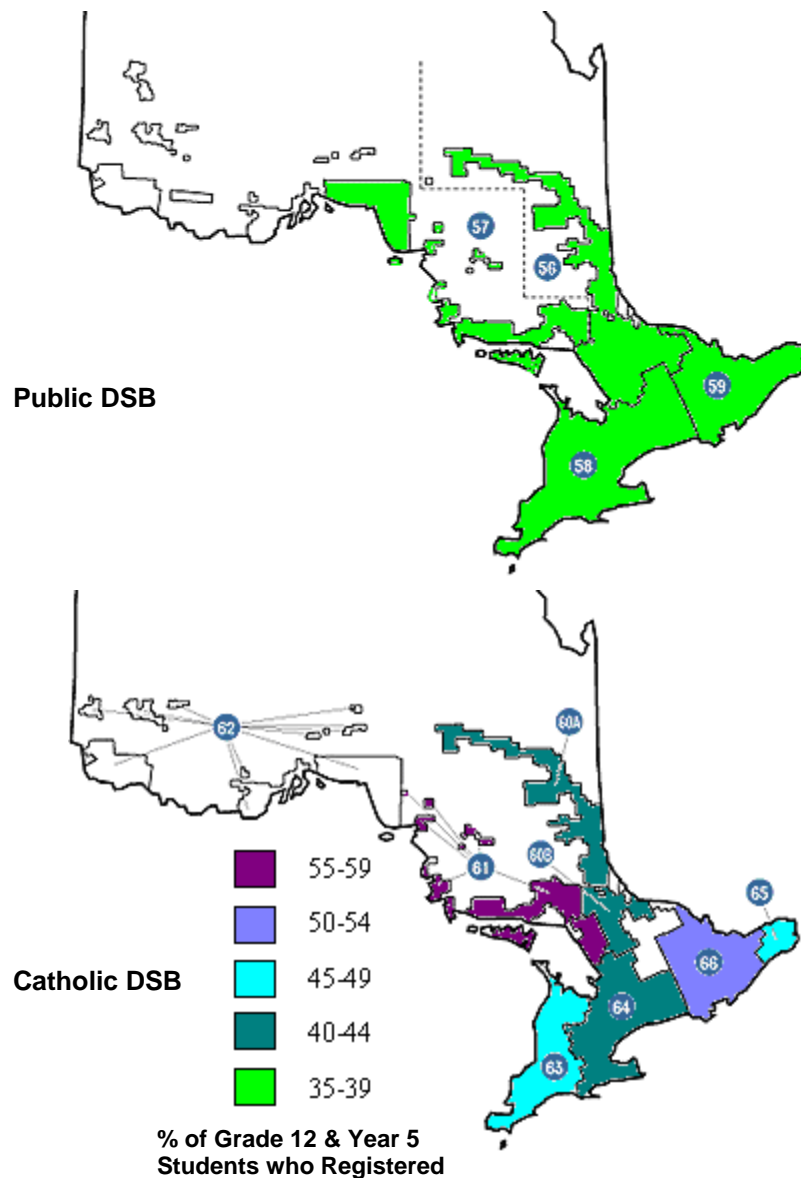 57
56
Public DSB
59
58
60A
62
60B
61
55-59
65
50-54
66
Catholic DSB
45-49
64
40-44
63
35-39
% of Grade 12 & Year 5
Students who Registered